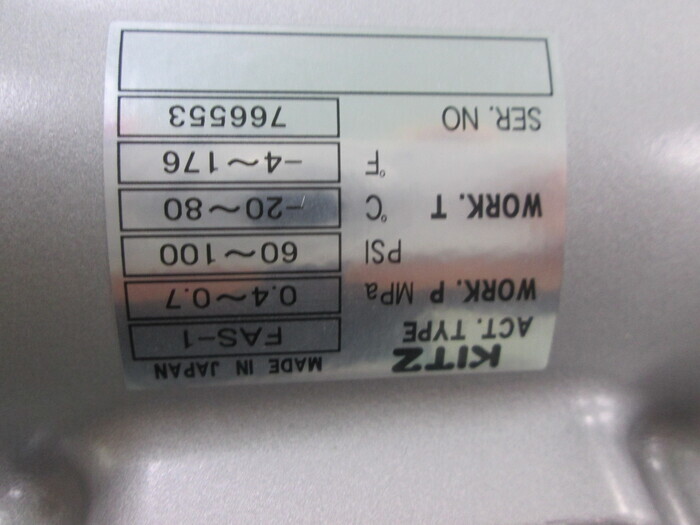 KITZ MADE IN JAPAN
ACT. TYPE FAS-1
WORK. P MPa 0.4~0.7
PSI 60~100
WORK. T °C -20~80
°F -4~176
SER. NO 766553